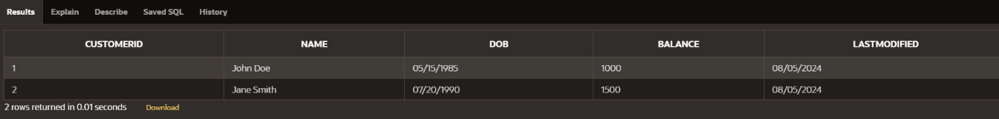 Results Explain Describe Saved SQL History
CUSTOMERID NAME DOB BALANCE LASTMODIFIED
1 John Doe 05/15/1985 1000 08/05/2024
2 Jane Smith 07/20/1990 1500 08/05/2024
2 rows returned in 0.01 seconds Download